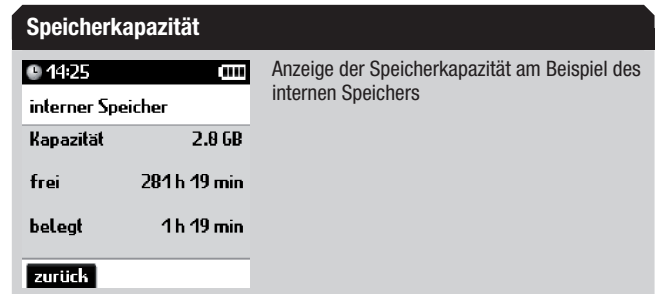 Speicherkapazität
14:25
interner Speicher
Kapazität 2.8 GB
frei 281 h 19 min
belegt 1 h 19 min
zurück
Anzeige der Speicherkapazität am Beispiel des
internen Speichers